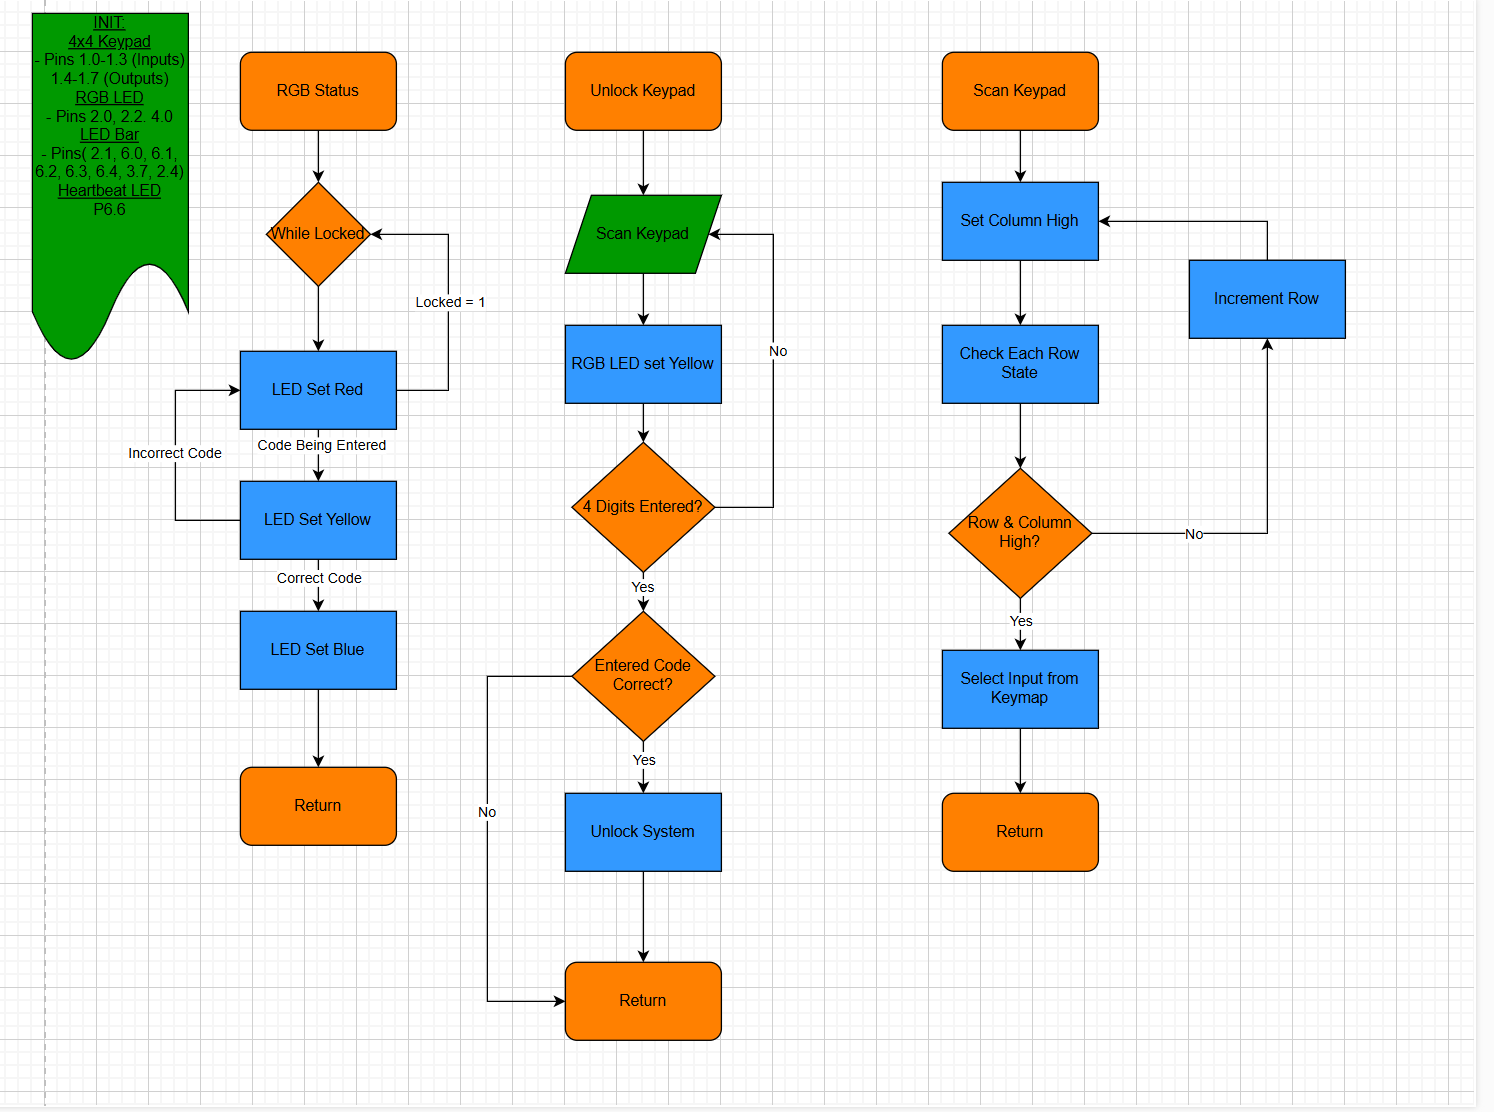 INIT:
4x4 Keypad
- Pins 1.0-1.3 (Inputs)
1.4-1.7 (Outputs)
RGB LED
- Pins 2.0, 2.2. 4.0
LED Bar
- Pins( 2.1, 6.0, 6.1,
6.2, 6.3, 6.4, 3.7, 2.4)
Heartbeat LED
P6.6
RGB Status
While Locked
Locked = 1
LED Set Red
Code Being Entered
Incorrect Code
LED Set Yellow
Correct Code
LED Set Blue
Return
Unlock Keypad
Scan Keypad
RGB LED set Yellow
No
4 Digits Entered?
Yes
Entered Code
Correct?
Yes
No
Unlock System
Return
Scan Keypad
Set Column High
Increment Row
Check Each Row
State
Row & Column
High?
No
Yes
Select Input from
Keymap
Return